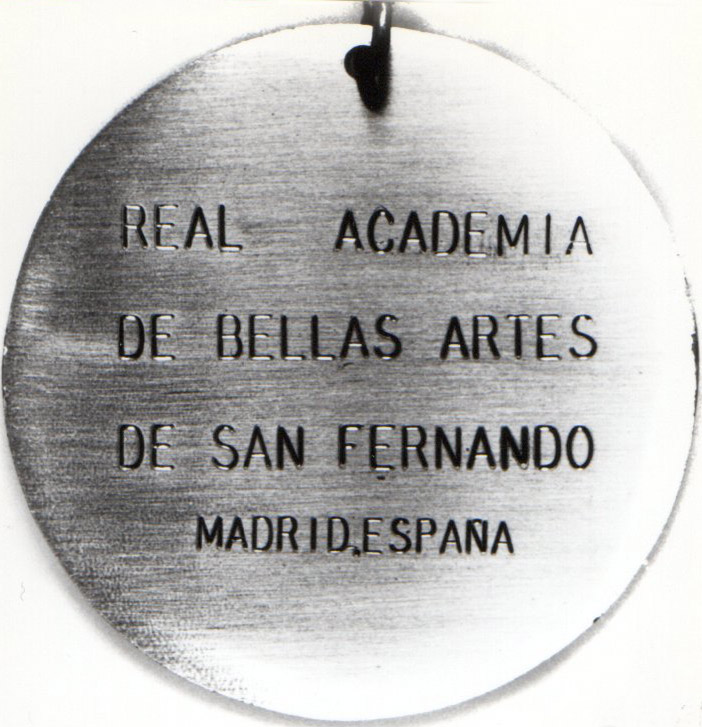 REAL ACADEMIA
DE BELLAS ARTES
DE SAN FERNANDO
MADRID,ESPAÑA